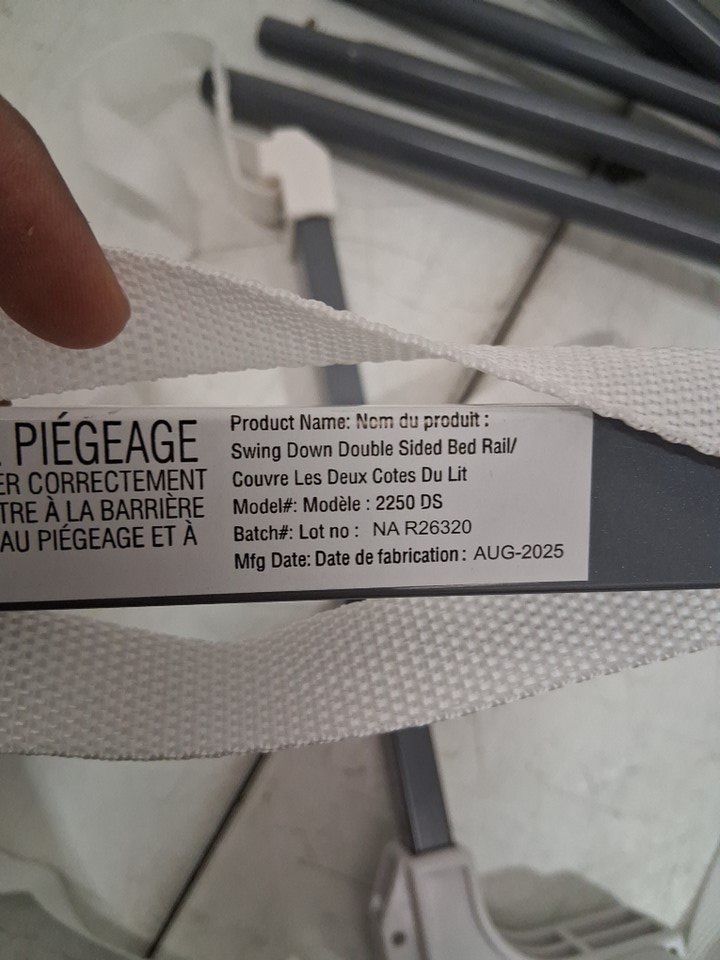 PIÉGEAGE
CORRECTEMENT
À LA BARRIÈRE
AU PIÉGEAGE ET À
Product Name: Nom du produit :
Swing Down Double Sided Bed Rail/
Couvre Les Deux Cotes Du Lit
Model#: Modèle : 2250 DS
Batch#: Lot no : NA R26320
Mfg Date: Date de fabrication : AUG-2025